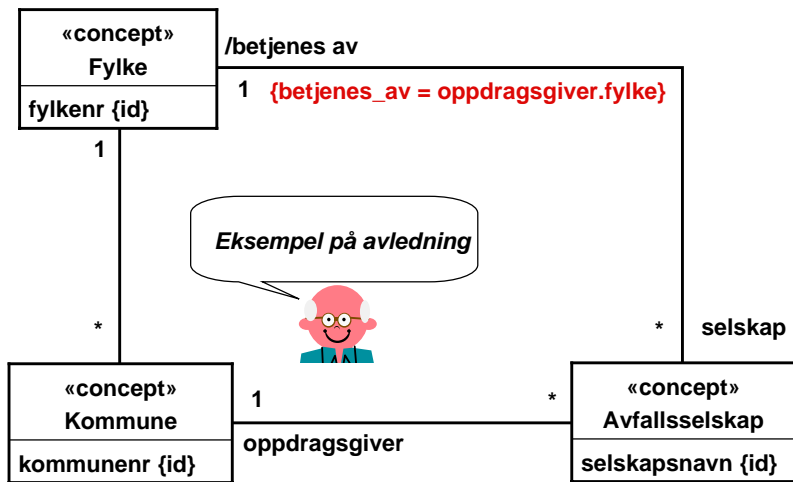 «concept»
Fylke
fylkenr {id}
/betjenes av
1 {betjenes_av = oppdragsgiver.fylke}
1
Eksempel på avledning
*
* selskap
«concept»
Kommune
kommunenr {id}
1
*
oppdragsgiver
«concept»
Avfallsselskap
selskapsnavn {id}